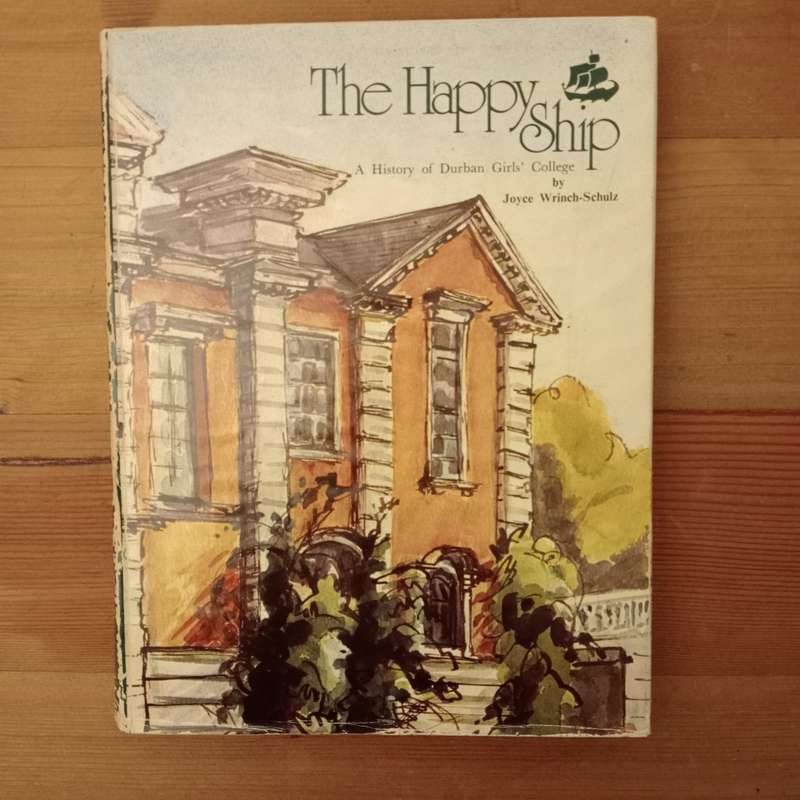 The Happy
Ship
A History of Durban Girls' College
by
Joyce Wrinch-Schulz